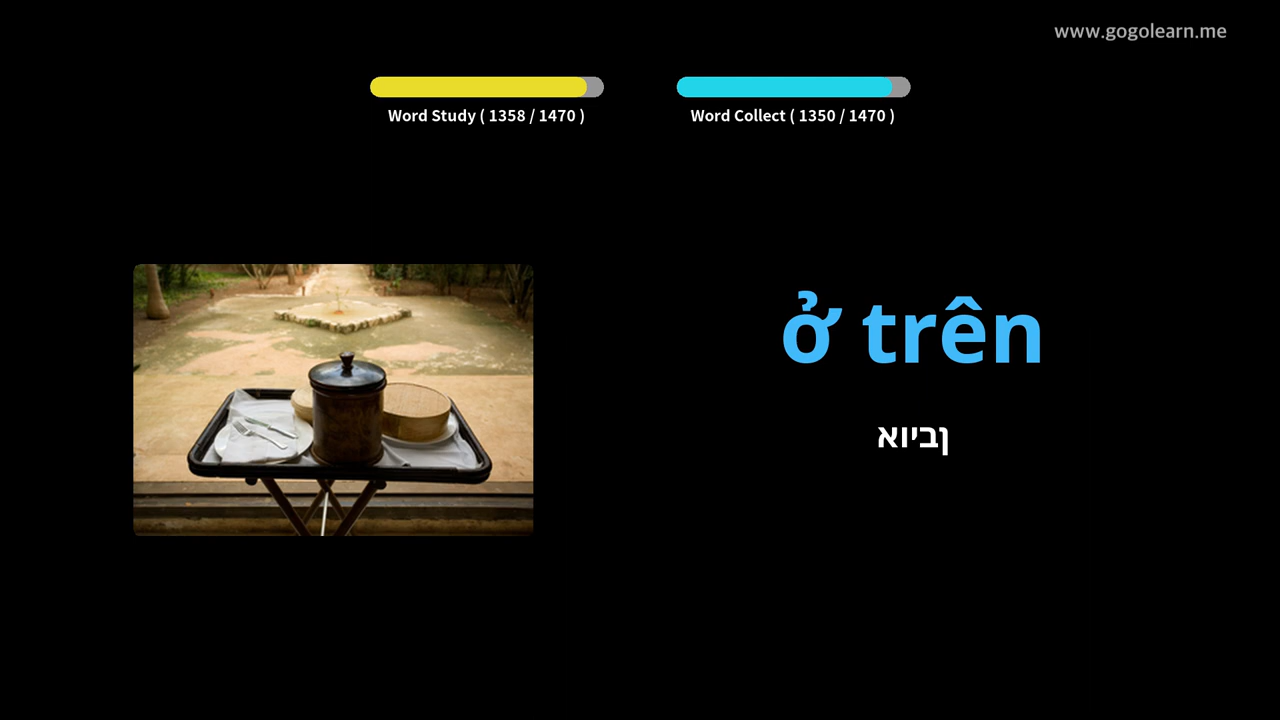 www.gogolearn.me
Word Study ( 1358 / 1470 )
Word Collect ( 1350 / 1470 )
ở trên
ןביוא